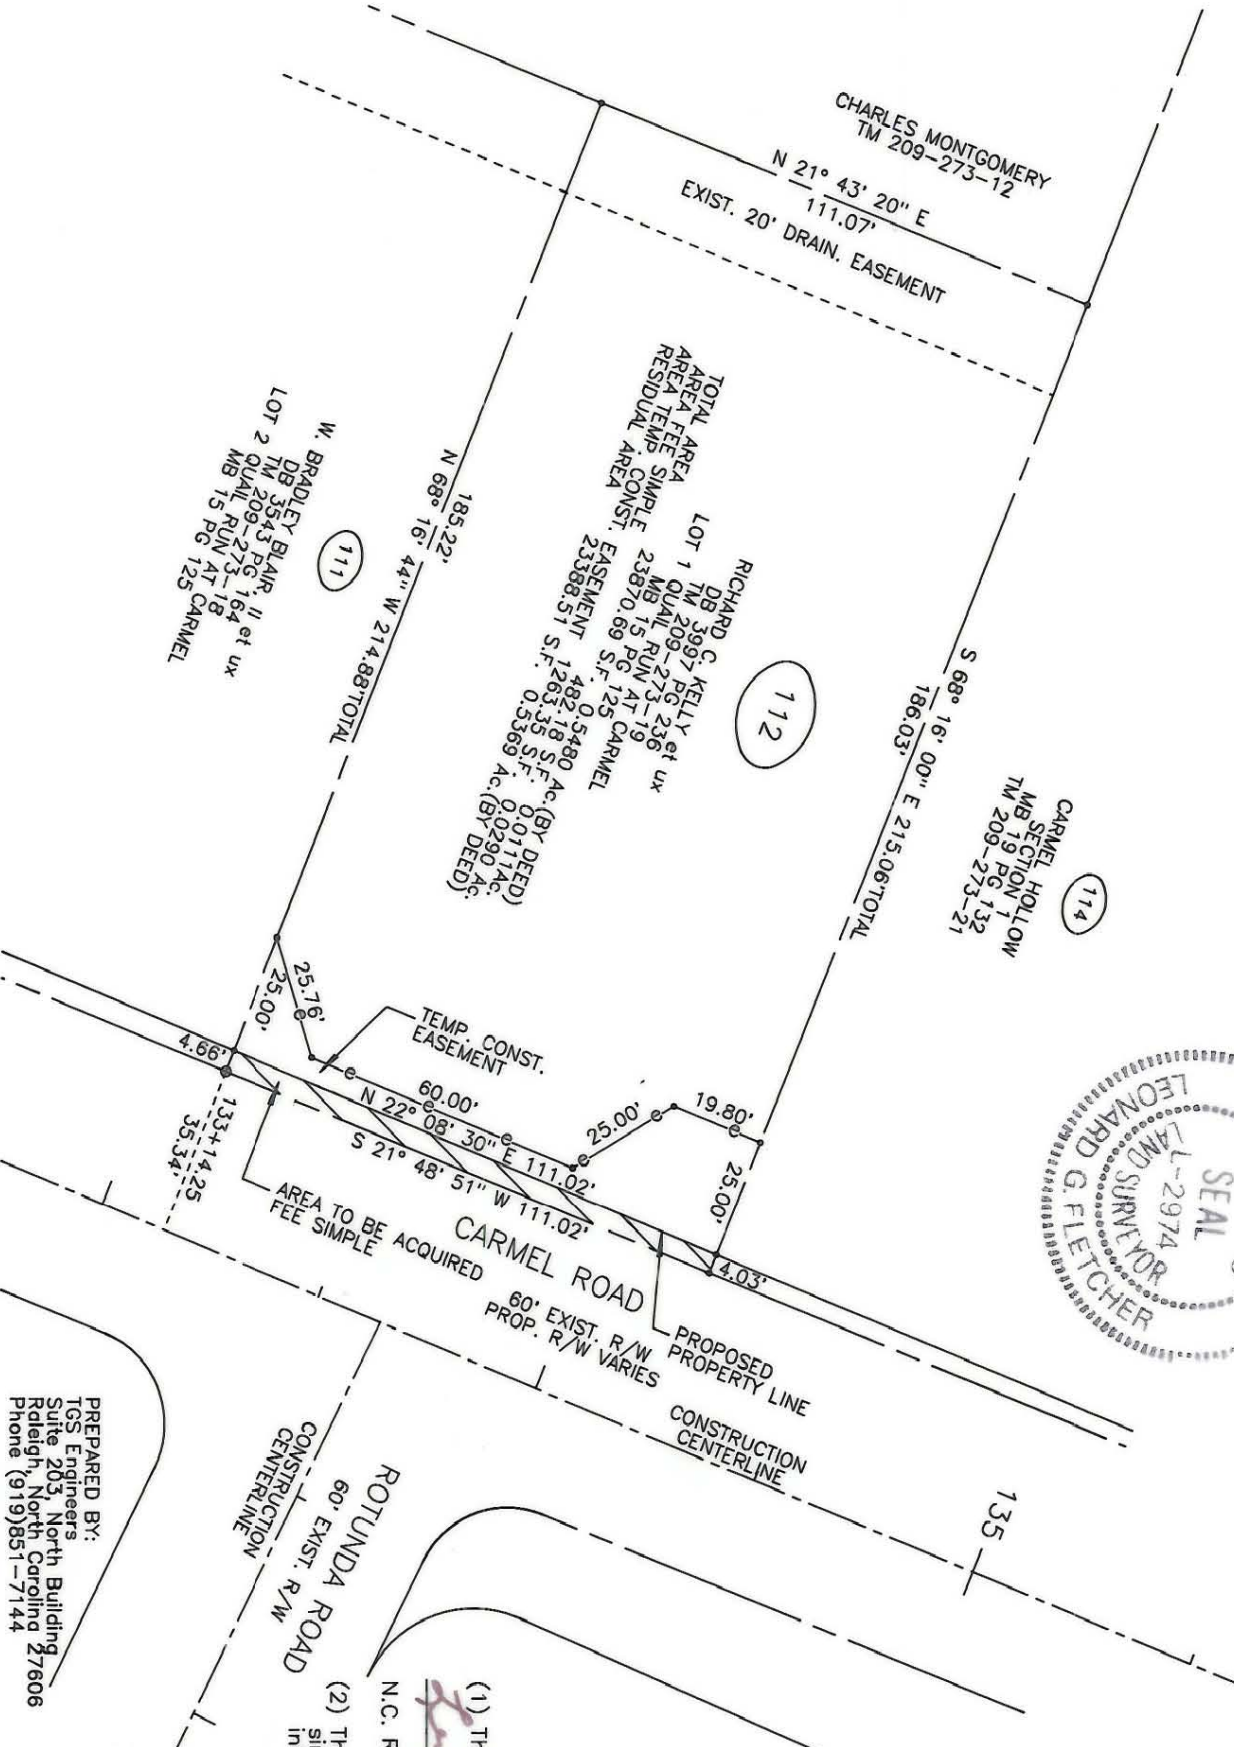 CHARLES MONTGOMERY
TM 209-273-12
N 21° 43' 20" E
111.07'
EXIST. 20' DRAIN. EASEMENT
S 68° 16' 00" E 215.06'TOTAL
186.03'
114
CARMEL HOLLOW
SECTION 1
MB 19 PG 132
TM 209-273-21
112
RICHARD C. KELLY et ux
DB 3997 PG 236
TM 209-273-19
LOT 1 QUAIL RUN AT CARMEL
MB 15 PG 125
TOTAL AREA 23870.69 S.F. 0.5480 Ac.(BY DEED)
AREA FEE SIMPLE 482.18 S.F. 0.0111Ac.
AREA TEMP. CONST. EASEMENT 1263.35 S.F. 0.0290 Ac.
RESIDUAL AREA 23388.51 S.F. 0.5369 Ac.(BY DEED)
185.22'
N 68° 16' 44" W 214.88'TOTAL
111
W. BRADLEY BLAIR, II et ux
DB 3543 PG 164
TM 209-273-18
LOT 2 QUAIL RUN AT CARMEL
MB 15 PG 125
SEAL
L-2974
LAND SURVEYOR
LEONARD G. FLETCHER
25.76'
25.00'
4.66'
TEMP. CONST.
EASEMENT
60.00'
25.00'
19.80'
25.00'
4.03'
N 22° 08' 30" E 111.02'
S 21° 48' 51" W 111.02'
133+14.25
35.34'
AREA TO BE ACQUIRED
FEE SIMPLE
CARMEL ROAD
60' EXIST. R/W
PROP. R/W VARIES
PROPOSED
PROPERTY LINE
CONSTRUCTION
CENTERLINE
135
CONSTRUCTION
CENTERLINE
ROTUNDA ROAD
60' EXIST. R/W
PREPARED BY:
TGS Engineers
Suite 203, North Building
Raleigh, North Carolina 27606
Phone (919)851-7144
(1) Th
N.C. R
(2) Th
si
in